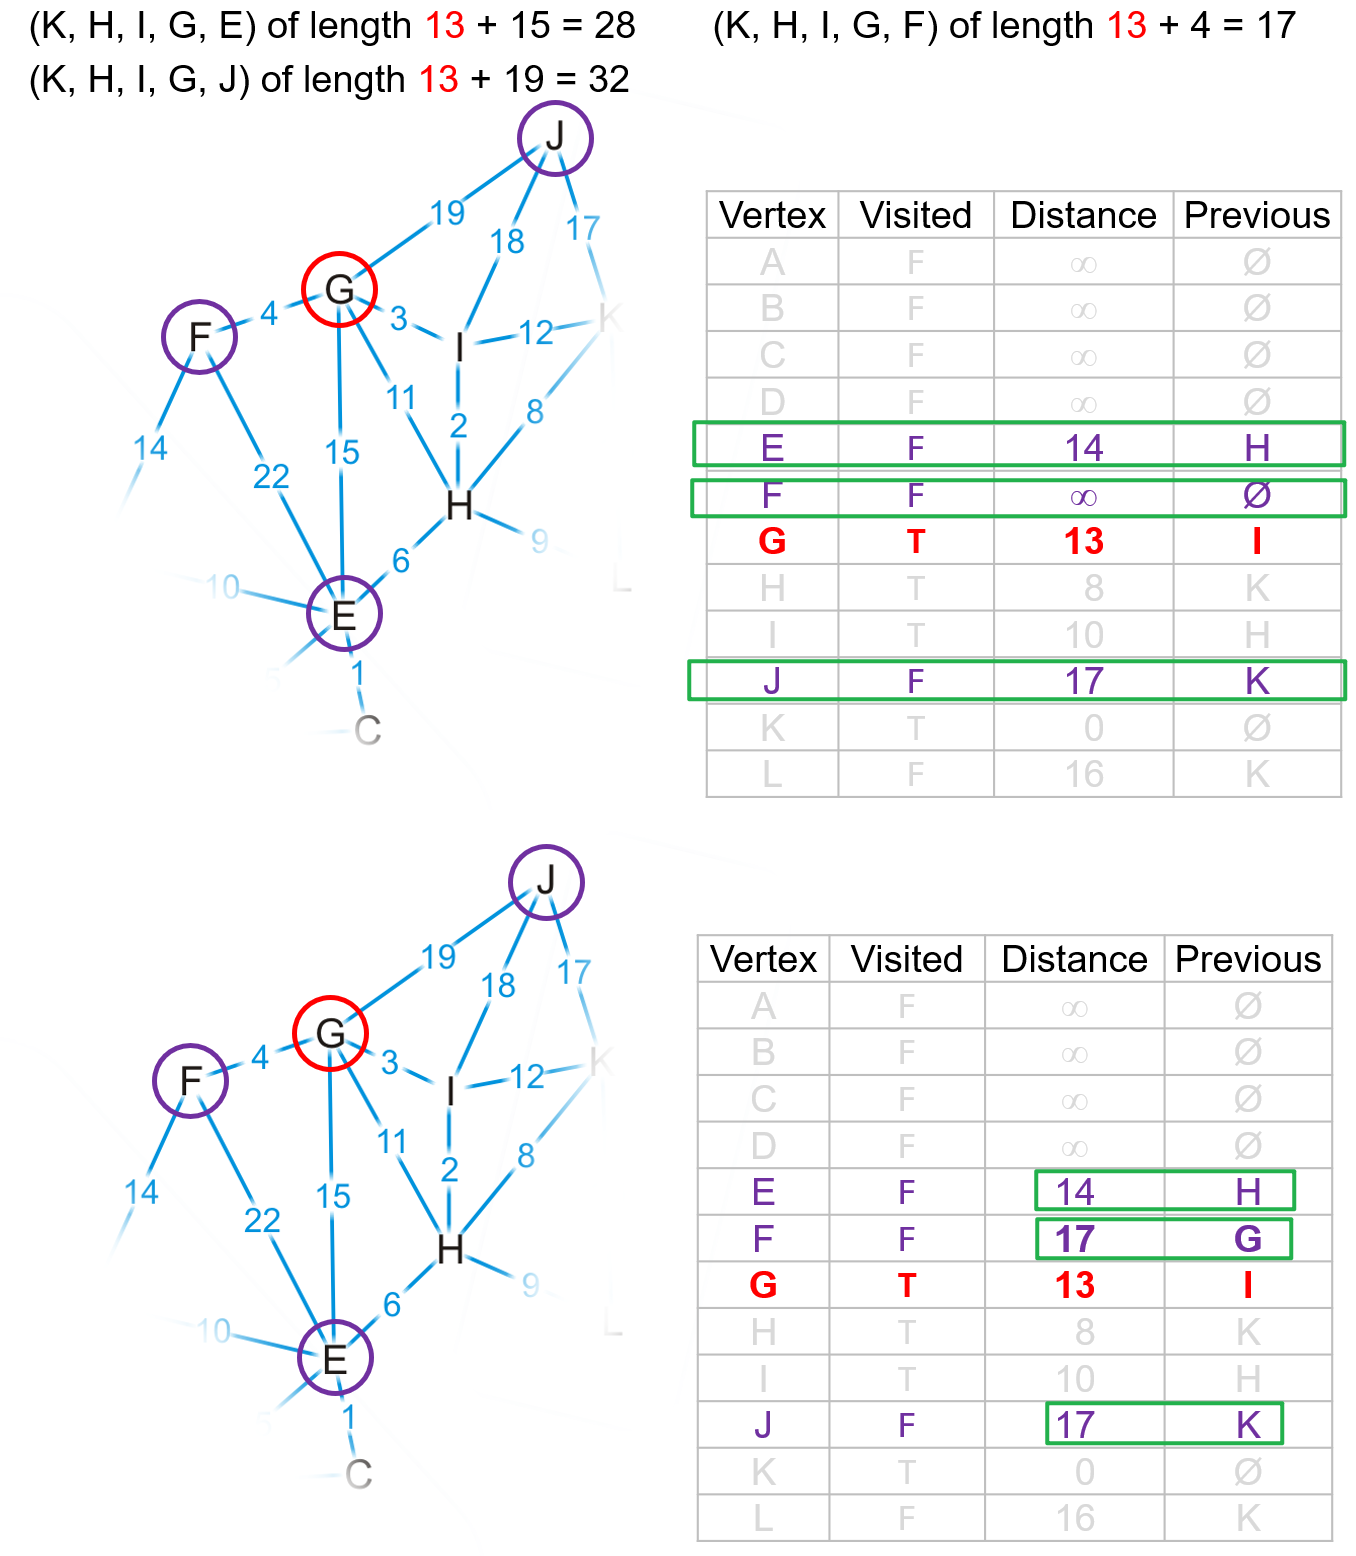 (K, H, I, G, E) of length 13 + 15 = 28
(K, H, I, G, F) of length 13 + 4 = 17
(K, H, I, G, J) of length 13 + 19 = 32
J
19
18
17
G
K
F
4
3
I
12
11
8
14
22
15
2
H
9
6
10
L
E
5
1
C
Vertex Visited Distance Previous
A F ∞ Ø
B F ∞ Ø
C F ∞ Ø
D F ∞ Ø
E F 14 H
F F ∞ Ø
G T 13 I
H T 8 K
I T 10 H
J F 17 K
K T 0 Ø
L F 16 K
J
19
18
17
G
K
F
4
3
I
12
11
8
14
22
15
2
H
9
6
10
L
E
5
1
C
Vertex Visited Distance Previous
A F ∞ Ø
B F ∞ Ø
C F ∞ Ø
D F ∞ Ø
E F 14 H
F F 17 G
G T 13 I
H T 8 K
I T 10 H
J F 17 K
K T 0 Ø
L F 16 K